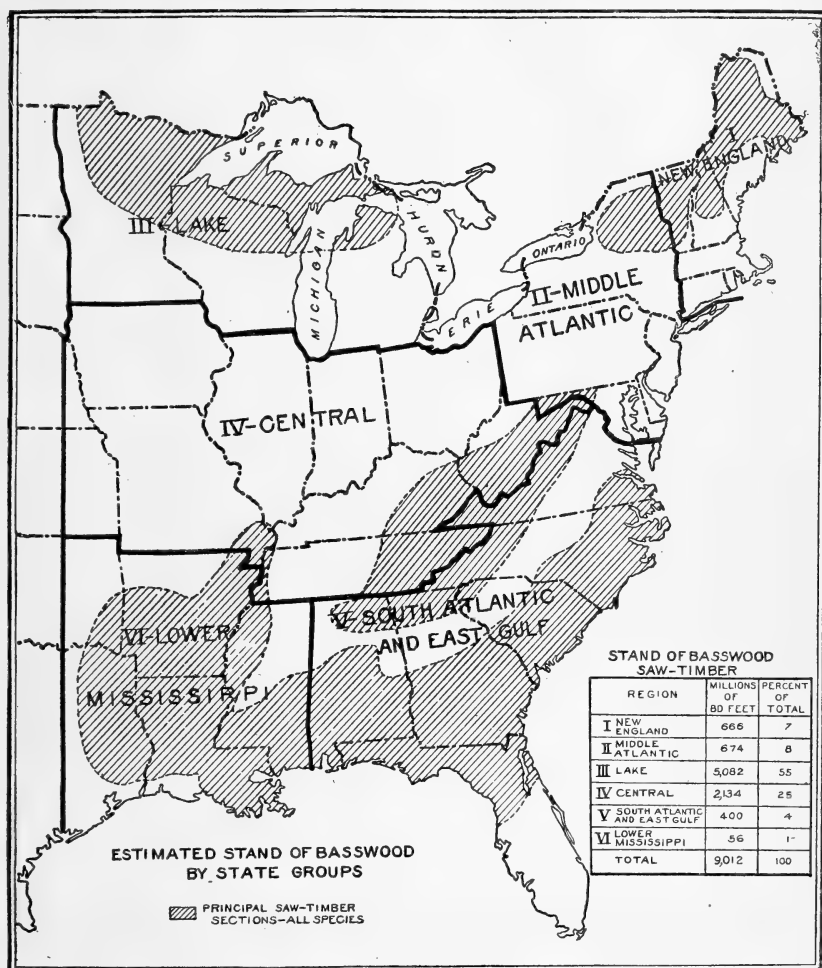 SUPERIOR
HURON
MICHIGAN
ONTARIO
ERIE
I
NEW ENGLAND
II-MIDDLE
ATLANTIC
III-LAKE
IV-CENTRAL
V-SOUTH ATLANTIC
AND EAST GULF
VI-LOWER
MISSISSIPPI
STAND OF BASSWOOD
SAW-TIMBER
REGION MILLIONS OF BD FEET PERCENT OF TOTAL
I NEW ENGLAND 666 7
II MIDDLE ATLANTIC 674 8
III LAKE 5,082 55
IV CENTRAL 2,134 25
V SOUTH ATLANTIC AND EAST GULF 400 4
VI LOWER MISSISSIPPI 56 1-
TOTAL 9,012 100
ESTIMATED STAND OF BASSWOOD
BY STATE GROUPS
PRINCIPAL SAW-TIMBER
SECTIONS-ALL SPECIES